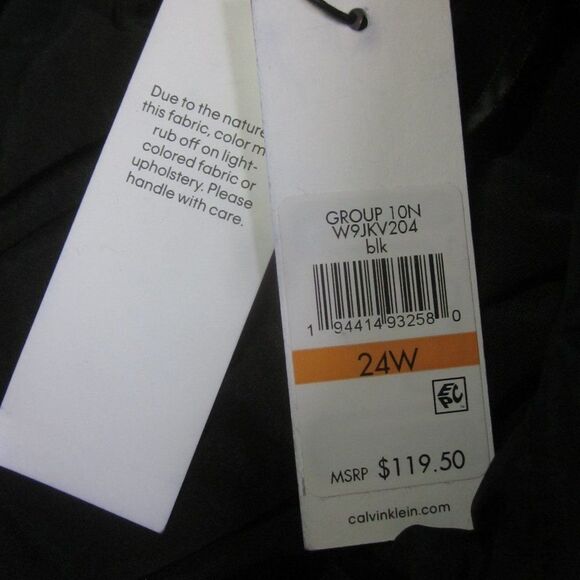 Due to the nature
this fabric, color
rub off on light-
colored fabric or
upholstery. Please
handle with care.
GROUP 10N
W9JKV204
blk
1 94414 93258 0
24W
EPC
MSRP $119.50
calvinklein.com